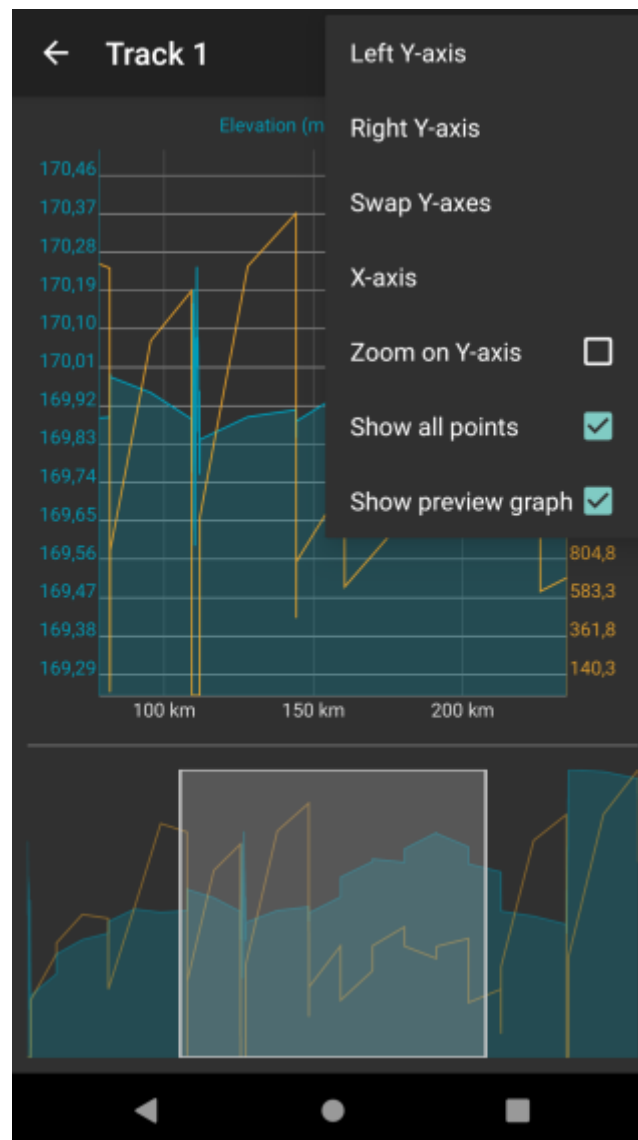 Track 1
Left Y-axis
Right Y-axis
Swap Y-axes
X-axis
Zoom on Y-axis
Show all points
Show preview graph
Elevation (m
170,46
170,37
170,28
170,19
170,10
170,01
169,92
169,83
169,74
169,65
169,56
169,47
169,38
169,29
804,8
583,3
361,8
140,3
100 km
150 km
200 km